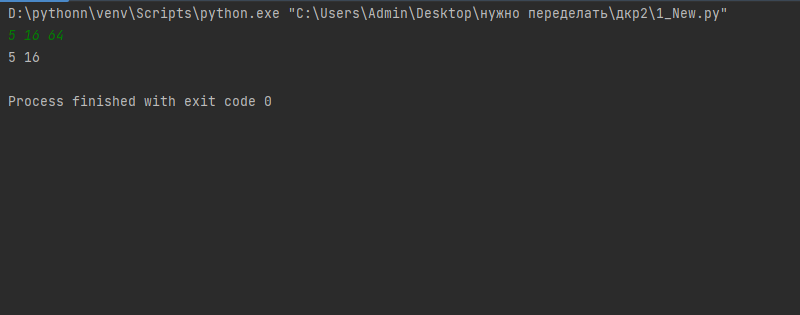 D:\pythonn\venv\Scripts\python.exe "C:\Users\Admin\Desktop\нужно переделать\дкр2\1_New.py"
5 16 64
5 16
Process finished with exit code 0